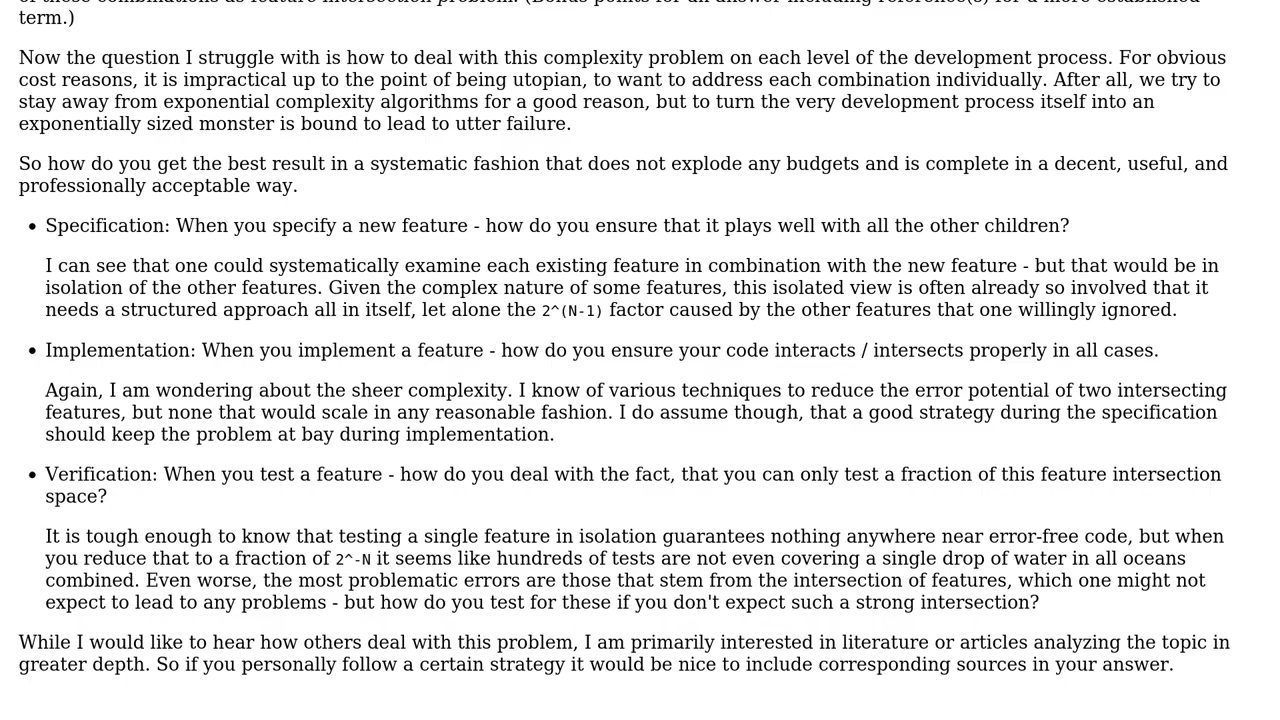 of these combinations as feature intersection problem. (Bonus points for an answer including reference(s) for a more established
term.)
Now the question I struggle with is how to deal with this complexity problem on each level of the development process. For obvious
cost reasons, it is impractical up to the point of being utopian, to want to address each combination individually. After all, we try to
stay away from exponential complexity algorithms for a good reason, but to turn the very development process itself into an
exponentially sized monster is bound to lead to utter failure.
So how do you get the best result in a systematic fashion that does not explode any budgets and is complete in a decent, useful, and
professionally acceptable way.
• Specification: When you specify a new feature - how do you ensure that it plays well with all the other children?
I can see that one could systematically examine each existing feature in combination with the new feature - but that would be in
isolation of the other features. Given the complex nature of some features, this isolated view is often already so involved that it
needs a structured approach all in itself, let alone the 2^(N-1) factor caused by the other features that one willingly ignored.
• Implementation: When you implement a feature - how do you ensure your code interacts / intersects properly in all cases.
Again, I am wondering about the sheer complexity. I know of various techniques to reduce the error potential of two intersecting
features, but none that would scale in any reasonable fashion. I do assume though, that a good strategy during the specification
should keep the problem at bay during implementation.
• Verification: When you test a feature - how do you deal with the fact, that you can only test a fraction of this feature intersection
space?
It is tough enough to know that testing a single feature in isolation guarantees nothing anywhere near error-free code, but when
you reduce that to a fraction of 2^-N it seems like hundreds of tests are not even covering a single drop of water in all oceans
combined. Even worse, the most problematic errors are those that stem from the intersection of features, which one might not
expect to lead to any problems - but how do you test for these if you don't expect such a strong intersection?
While I would like to hear how others deal with this problem, I am primarily interested in literature or articles analyzing the topic in
greater depth. So if you personally follow a certain strategy it would be nice to include corresponding sources in your answer.